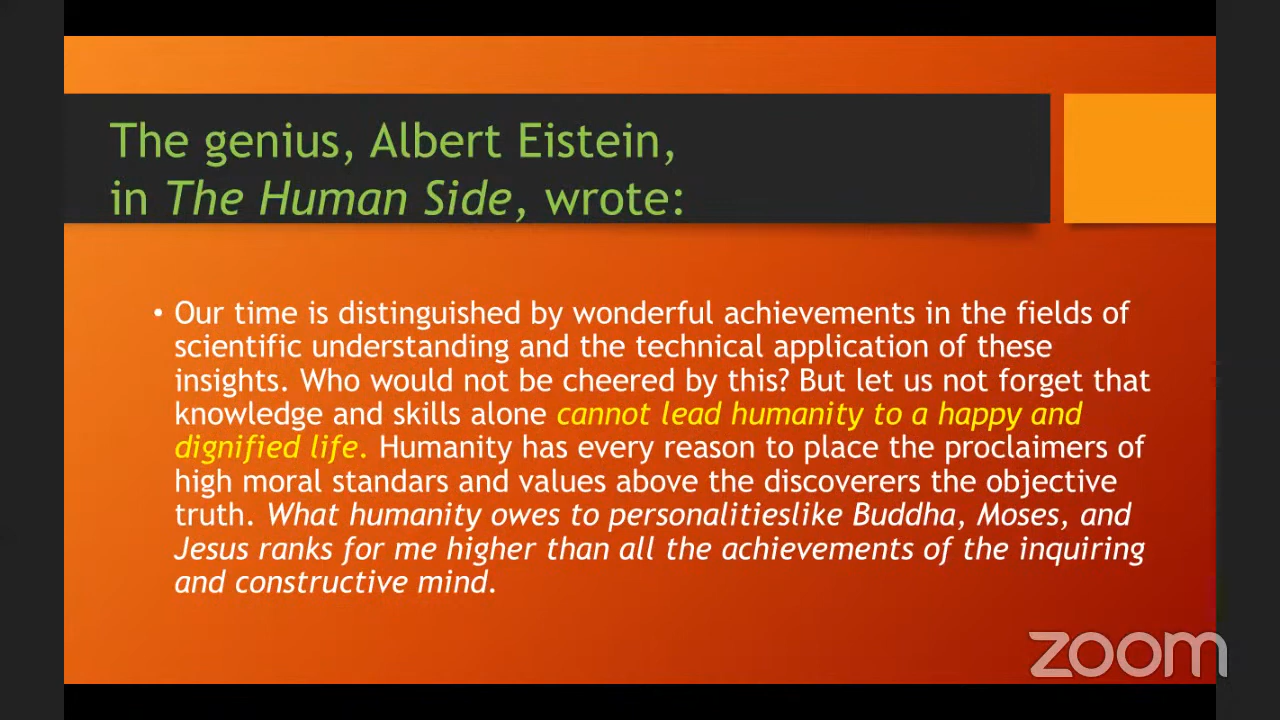 The genius, Albert Eistein,
in The Human Side, wrote:
• Our time is distinguished by wonderful achievements in the fields of
scientific understanding and the technical application of these
insights. Who would not be cheered by this? But let us not forget that
knowledge and skills alone cannot lead humanity to a happy and
dignified life. Humanity has every reason to place the proclaimers of
high moral standars and values above the discoverers the objective
truth. What humanity owes to personalitieslike Buddha, Moses, and
Jesus ranks for me higher than all the achievements of the inquiring
and constructive mind.
zoom